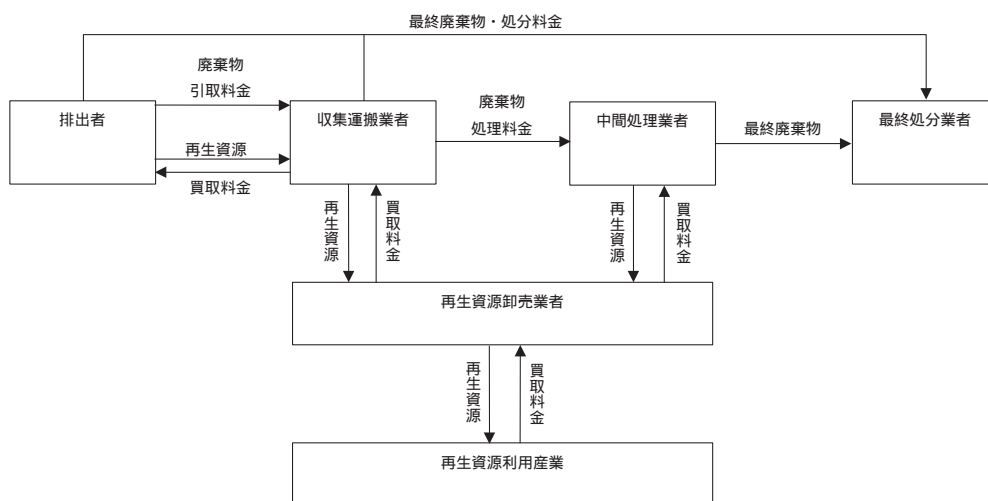 最終廃棄物・処分料金
廃棄物
引取料金
排出者
収集運搬業者
廃棄物
処理料金
中間処理業者
最終廃棄物
最終処分業者
再生資源
買取料金
再生資源
買取料金
再生資源
買取料金
再生資源卸売業者
再生資源
買取料金
再生資源利用産業